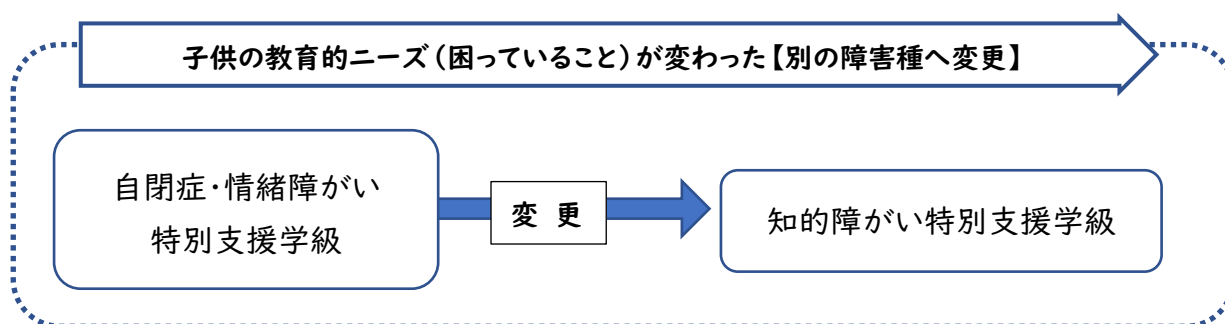 子供の教育的ニーズ（困っていること）が変わった【別の障害種へ変更】
自閉症・情緒障がい
特別支援学級
変 更
知的障がい特別支援学級